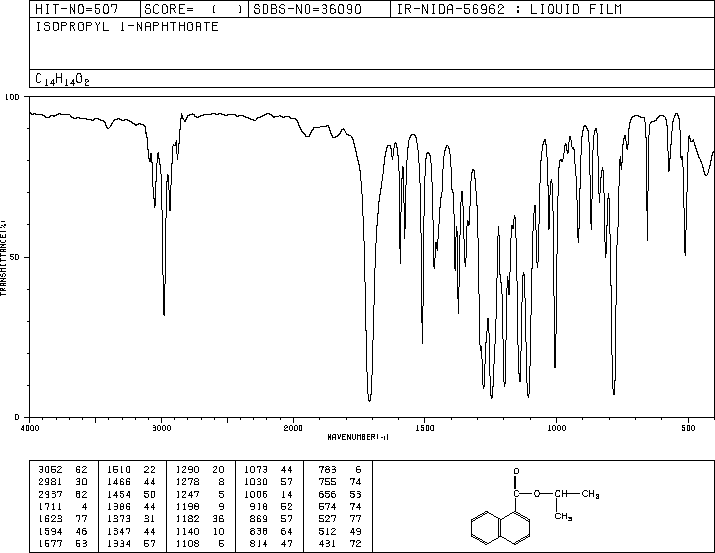 HIT-NO=507 SCORE= ( ) SDBS-NO=36090 IR-NIDA-56962 : LIQUID FILM
ISOPROPYL 1-NAPHTHOATE
C14H14O2
100
50
0
TRANSMITTANCE(%)
4000 3000 2000 1500 1000 500
WAVENUMBER(-1)
3052 62 1510 22 1290 20 1073 44 783 6
2981 30 1466 44 1278 8 1030 57 755 74
2937 62 1454 50 1247 5 1006 14 656 53
1711 4 1386 44 1198 9 918 52 574 74
1623 77 1373 31 1182 36 869 57 527 77
1594 46 1347 44 1140 10 838 64 512 49
1577 53 1334 57 1108 5 814 47 431 72
O
C—O—CH—CH3
CH3